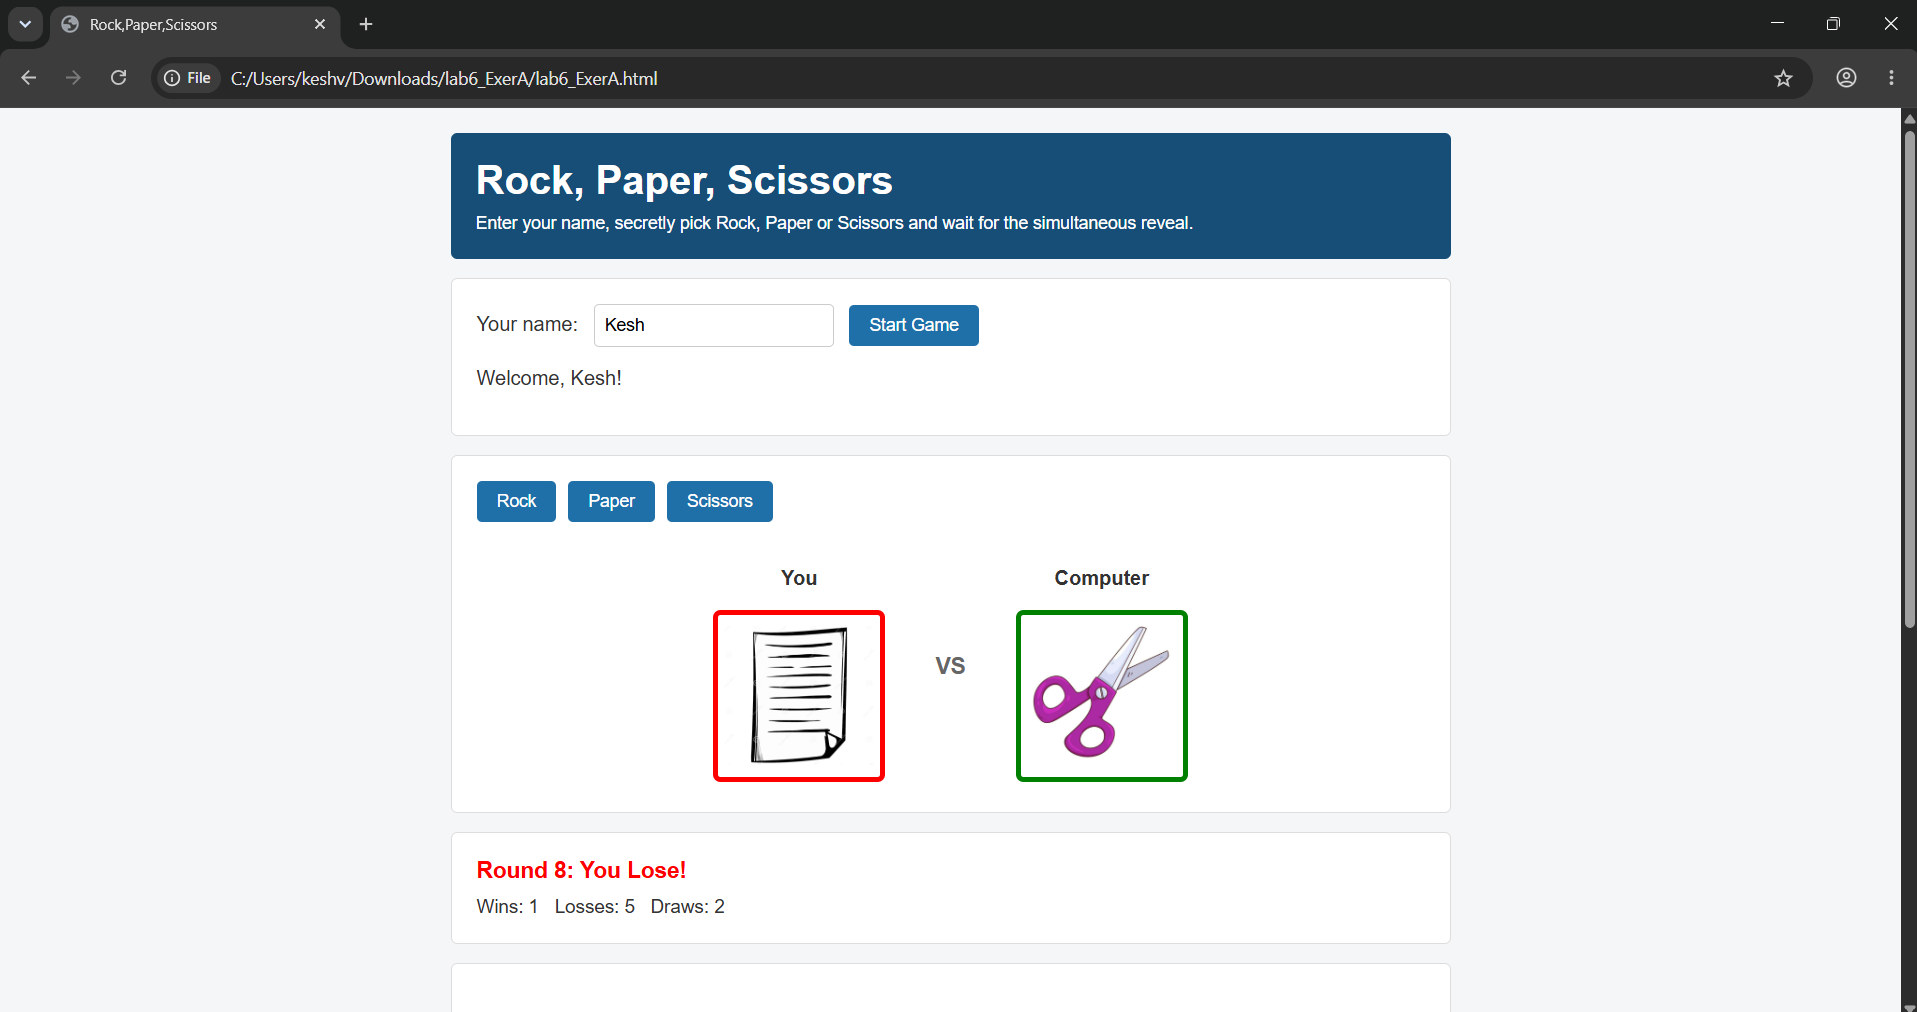 Rock,Paper,Scissors
File C:/Users/keshv/Downloads/lab6_ExerA/lab6_ExerA.html
Rock, Paper, Scissors
Enter your name, secretly pick Rock, Paper or Scissors and wait for the simultaneous reveal.
Your name: Kesh Start Game
Welcome, Kesh!
Rock Paper Scissors
You Computer
VS
Round 8: You Lose!
Wins: 1 Losses: 5 Draws: 2